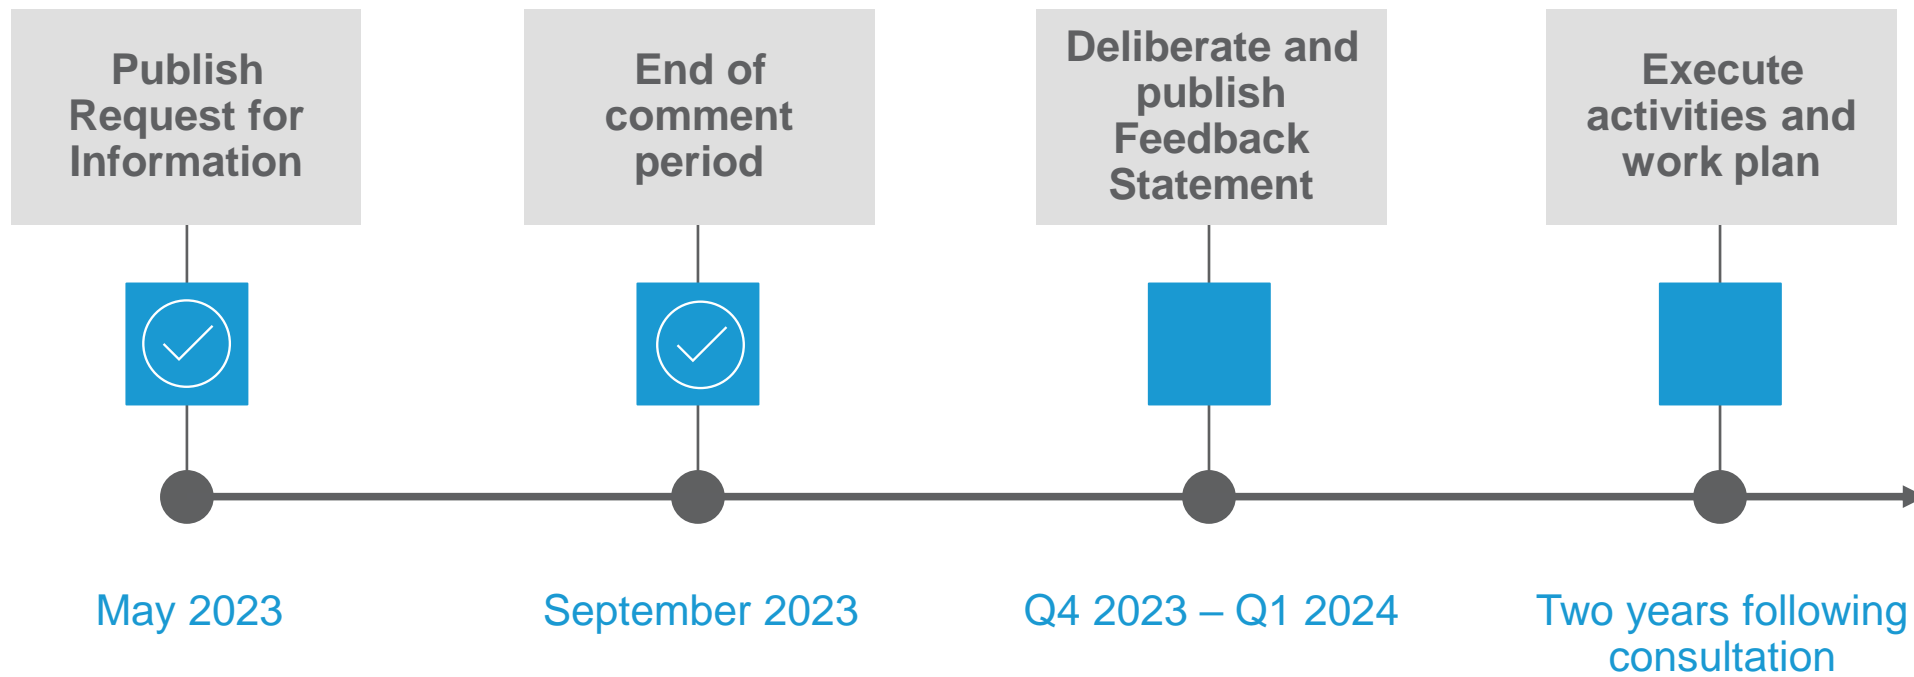 Publish
Request for
Information
End of
comment
period
Deliberate and
publish
Feedback
Statement
Execute
activities and
work plan
May 2023
September 2023
Q4 2023 – Q1 2024
Two years following
consultation